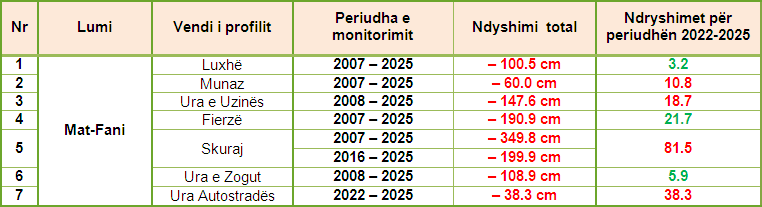 Nr Lumi Vendi i profilit Periudha e monitorimit Ndyshimi total Ndryshimet për periudhën 2022-2025
1 Mat-Fani Luxhë 2007 – 2025 – 100.5 cm 3.2
2 Munaz 2007 – 2025 – 60.0 cm 10.8
3 Ura e Uzinës 2008 – 2025 – 147.6 cm 18.7
4 Fierzë 2007 – 2025 – 190.9 cm 21.7
5 Skuraj 2007 – 2025 – 349.8 cm 81.5
2016 – 2025 – 199.9 cm
6 Ura e Zogut 2008 – 2025 – 108.9 cm 5.9
7 Ura Autostradës 2022 – 2025 – 38.3 cm 38.3